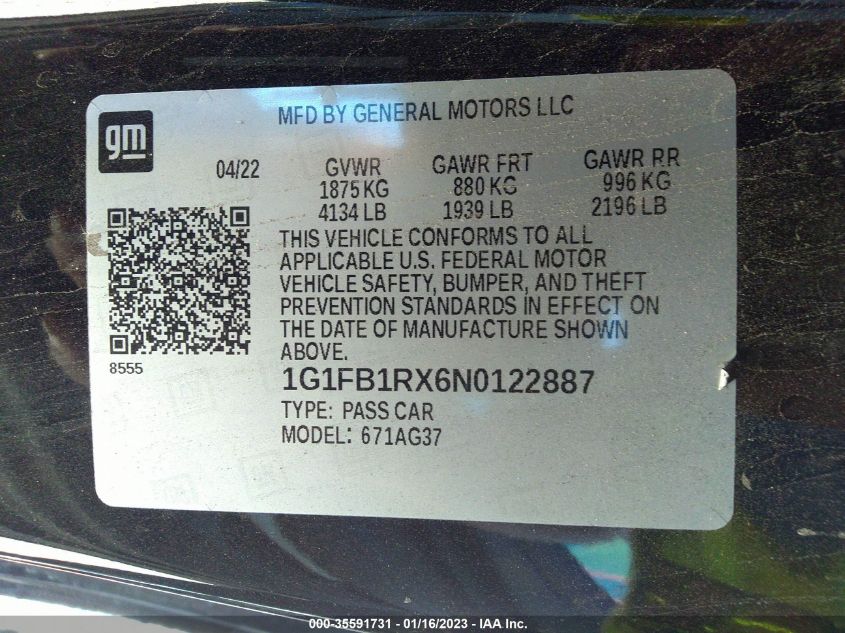 gm
MFD BY GENERAL MOTORS LLC
04/22 GVWR GAWR FRT GAWR RR
1875 KG 880 KG 996 KG
4134 LB 1939 LB 2196 LB
THIS VEHICLE CONFORMS TO ALL
APPLICABLE U.S. FEDERAL MOTOR
VEHICLE SAFETY, BUMPER, AND THEFT
PREVENTION STANDARDS IN EFFECT ON
THE DATE OF MANUFACTURE SHOWN
ABOVE.
8555
1G1FB1RX6N0122887
TYPE: PASS CAR
MODEL: 671AG37
000-35591731 - 01/16/2023 - IAA Inc.